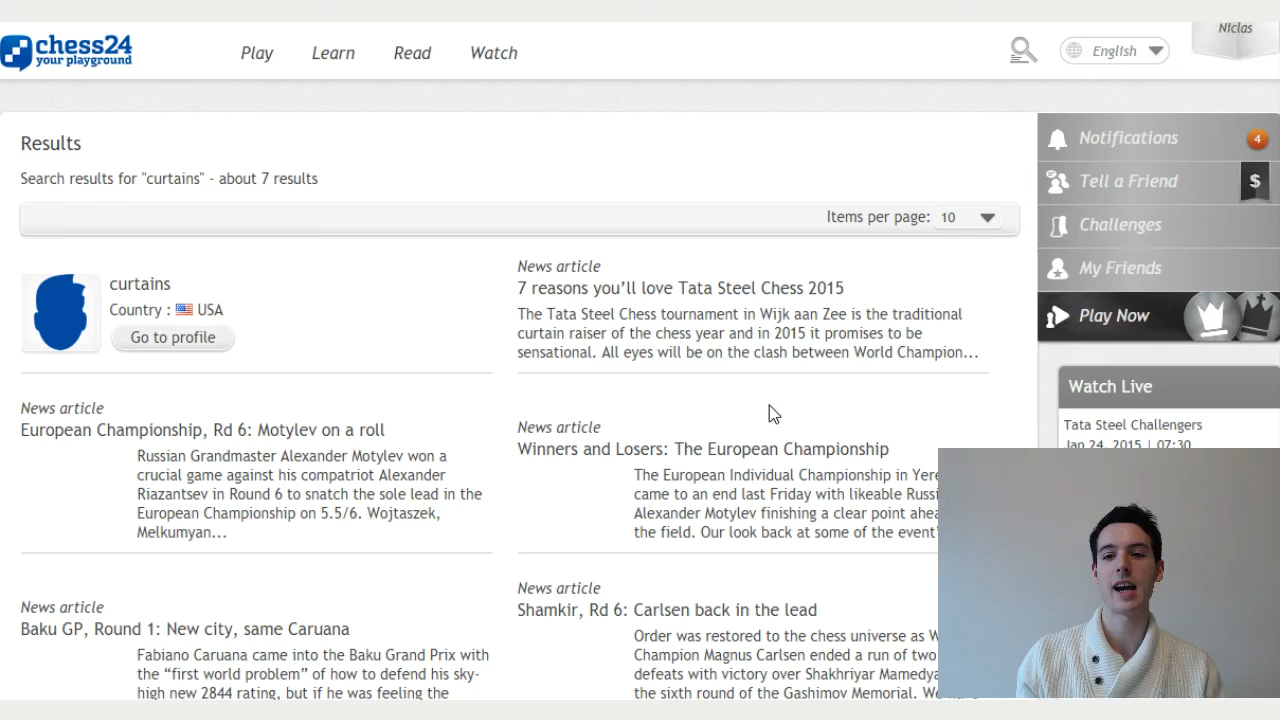 chess24
your playground
Play
Learn
Read
Watch
English
Niclas
Results
Search results for "curtains" - about 7 results
Items per page: 10
curtains
Country : USA
Go to profile
News article
7 reasons you'll love Tata Steel Chess 2015
The Tata Steel Chess tournament in Wijk aan Zee is the traditional
curtain raiser of the chess year and in 2015 it promises to be
sensational. All eyes will be on the clash between World Champion...
News article
European Championship, Rd 6: Motylev on a roll
Russian Grandmaster Alexander Motylev won a
crucial game against his compatriot Alexander
Riazantsev in Round 6 to snatch the sole lead in the
European Championship on 5.5/6. Wojtaszek,
Melkumyan...
News article
Winners and Losers: The European Championship
The European Individual Championship in
came to an end last Friday with likeable
Alexander Motylev finishing a clear point
the field. Our look back at some of the event'
News article
Baku GP, Round 1: New city, same Caruana
Fabiano Caruana came into the Baku Grand Prix with
the "first world problem" of how to defend his sky-
high new 2844 rating, but if he was feeling the
News article
Shamkir, Rd 6: Carlsen back in the lead
Order was restored to the chess universe as
Champion Magnus Carlsen ended a run of two
defeats with victory over Shakhriyar
the sixth round of the Gashimov Memorial.
Notifications
4
Tell a Friend
$
Challenges
My Friends
Play Now
Watch Live
Tata Steel Challengers
Jan 24, 2015 | 07:30